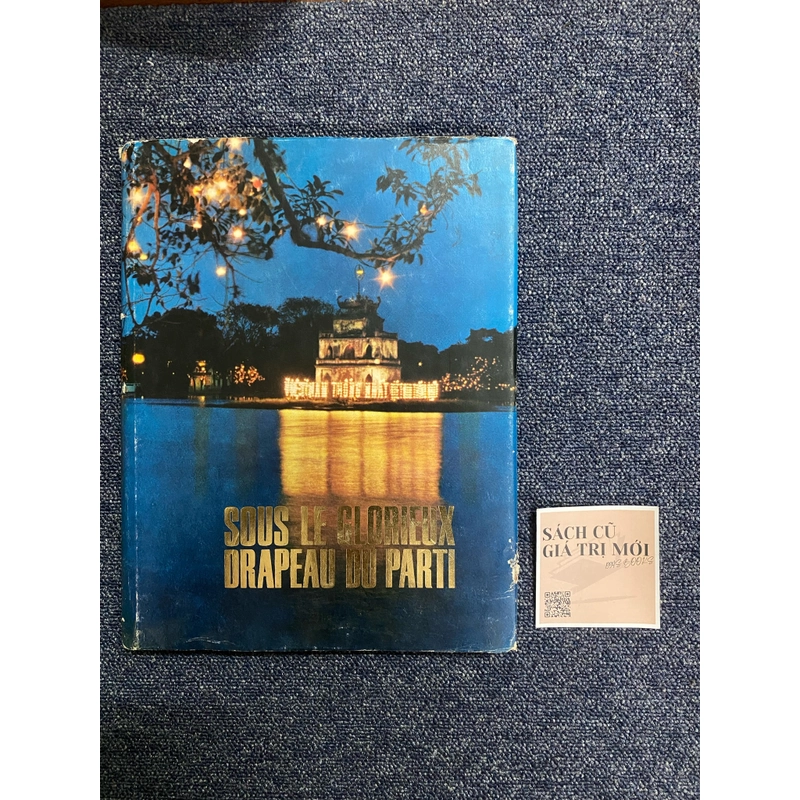 SOUS LE GLORIEUX
DRAPEAU DU PARTI
SÁCH CŨ
GIÁ TRỊ MỚI